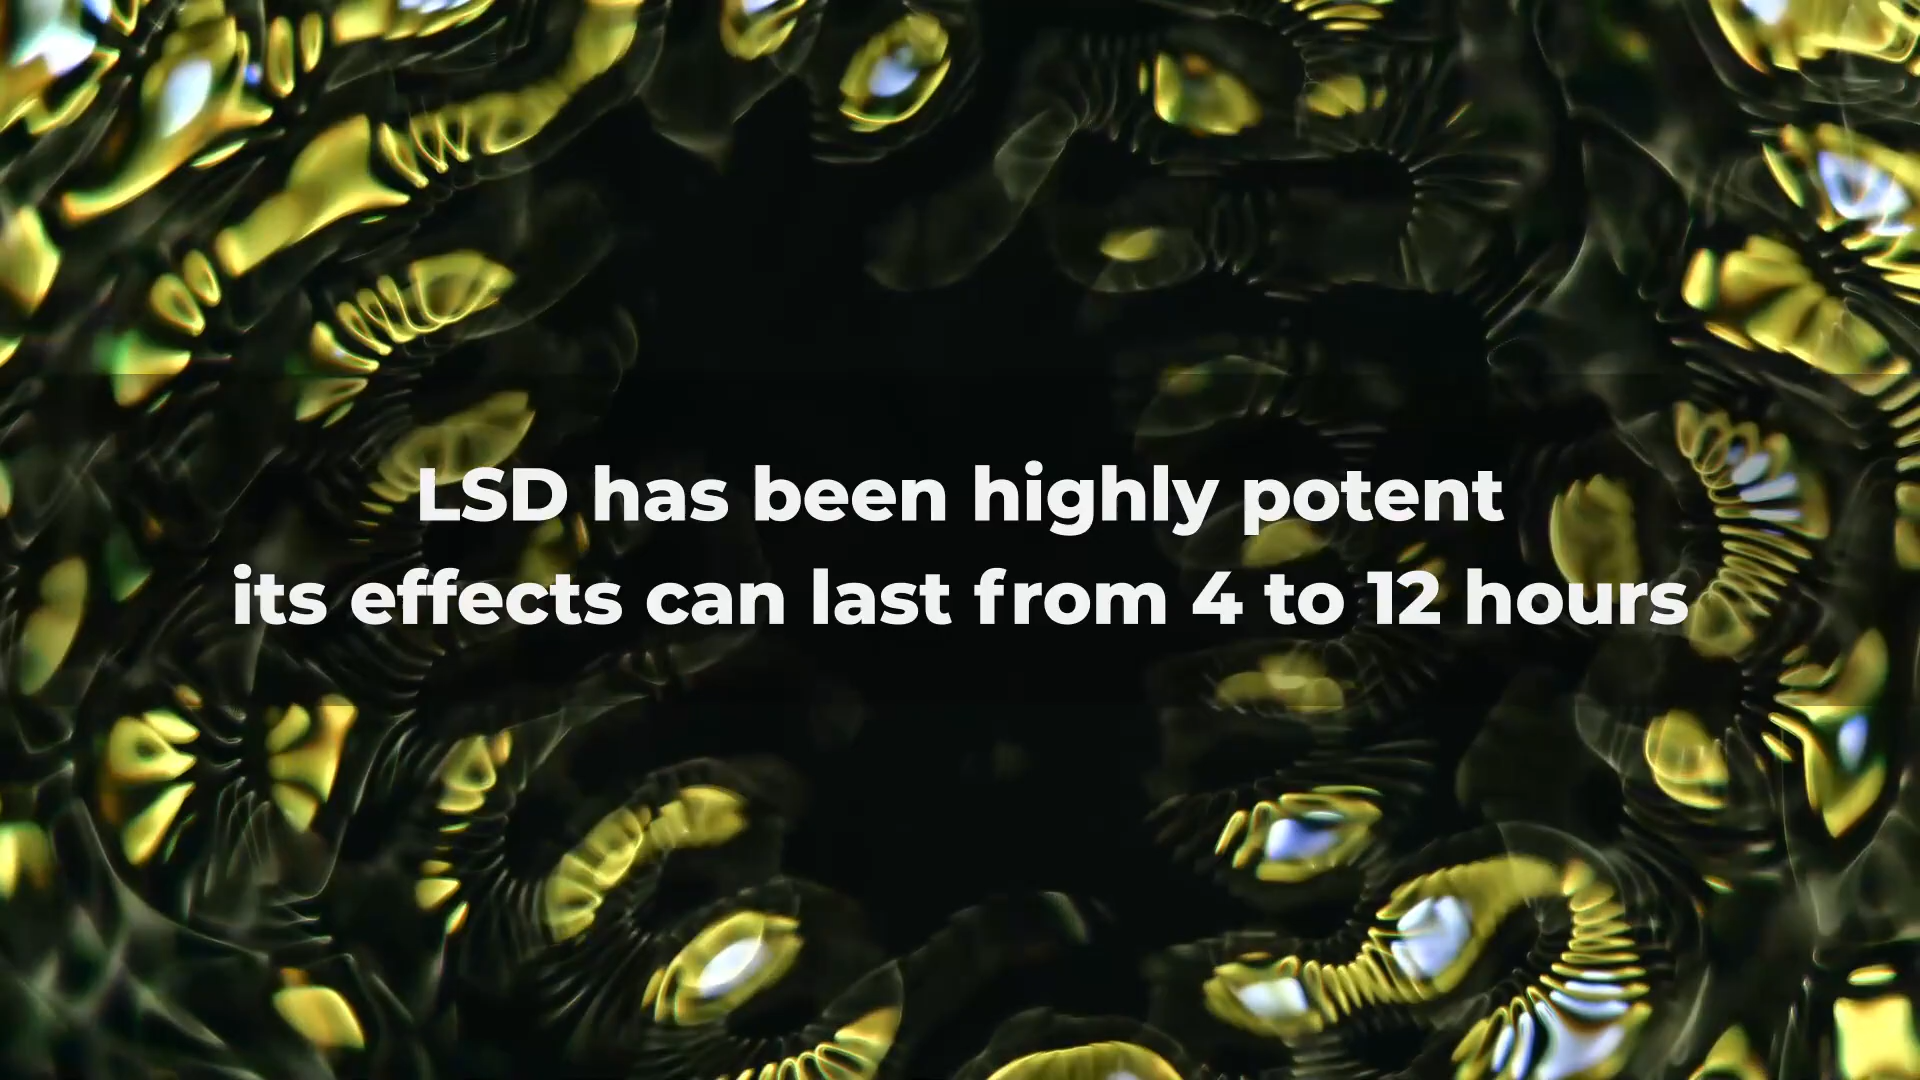 LSD has been highly potent
its effects can last from 4 to 12 hours